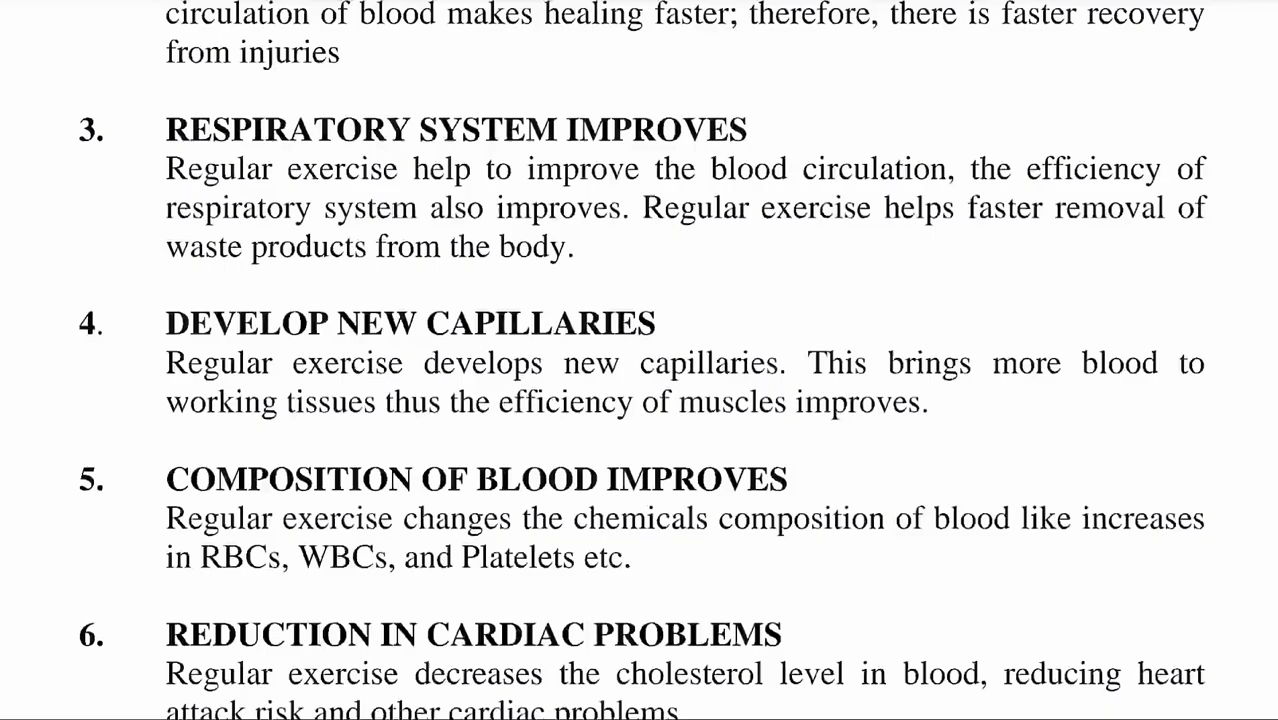 circulation of blood makes healing faster; therefore, there is faster recovery
from injuries
3. RESPIRATORY SYSTEM IMPROVES
Regular exercise help to improve the blood circulation, the efficiency of
respiratory system also improves. Regular exercise helps faster removal of
waste products from the body.
4. DEVELOP NEW CAPILLARIES
Regular exercise develops new capillaries. This brings more blood to
working tissues thus the efficiency of muscles improves.
5. COMPOSITION OF BLOOD IMPROVES
Regular exercise changes the chemicals composition of blood like increases
in RBCs, WBCs, and Platelets etc.
6. REDUCTION IN CARDIAC PROBLEMS
Regular exercise decreases the cholesterol level in blood, reducing heart
attack risk and other cardiac problems